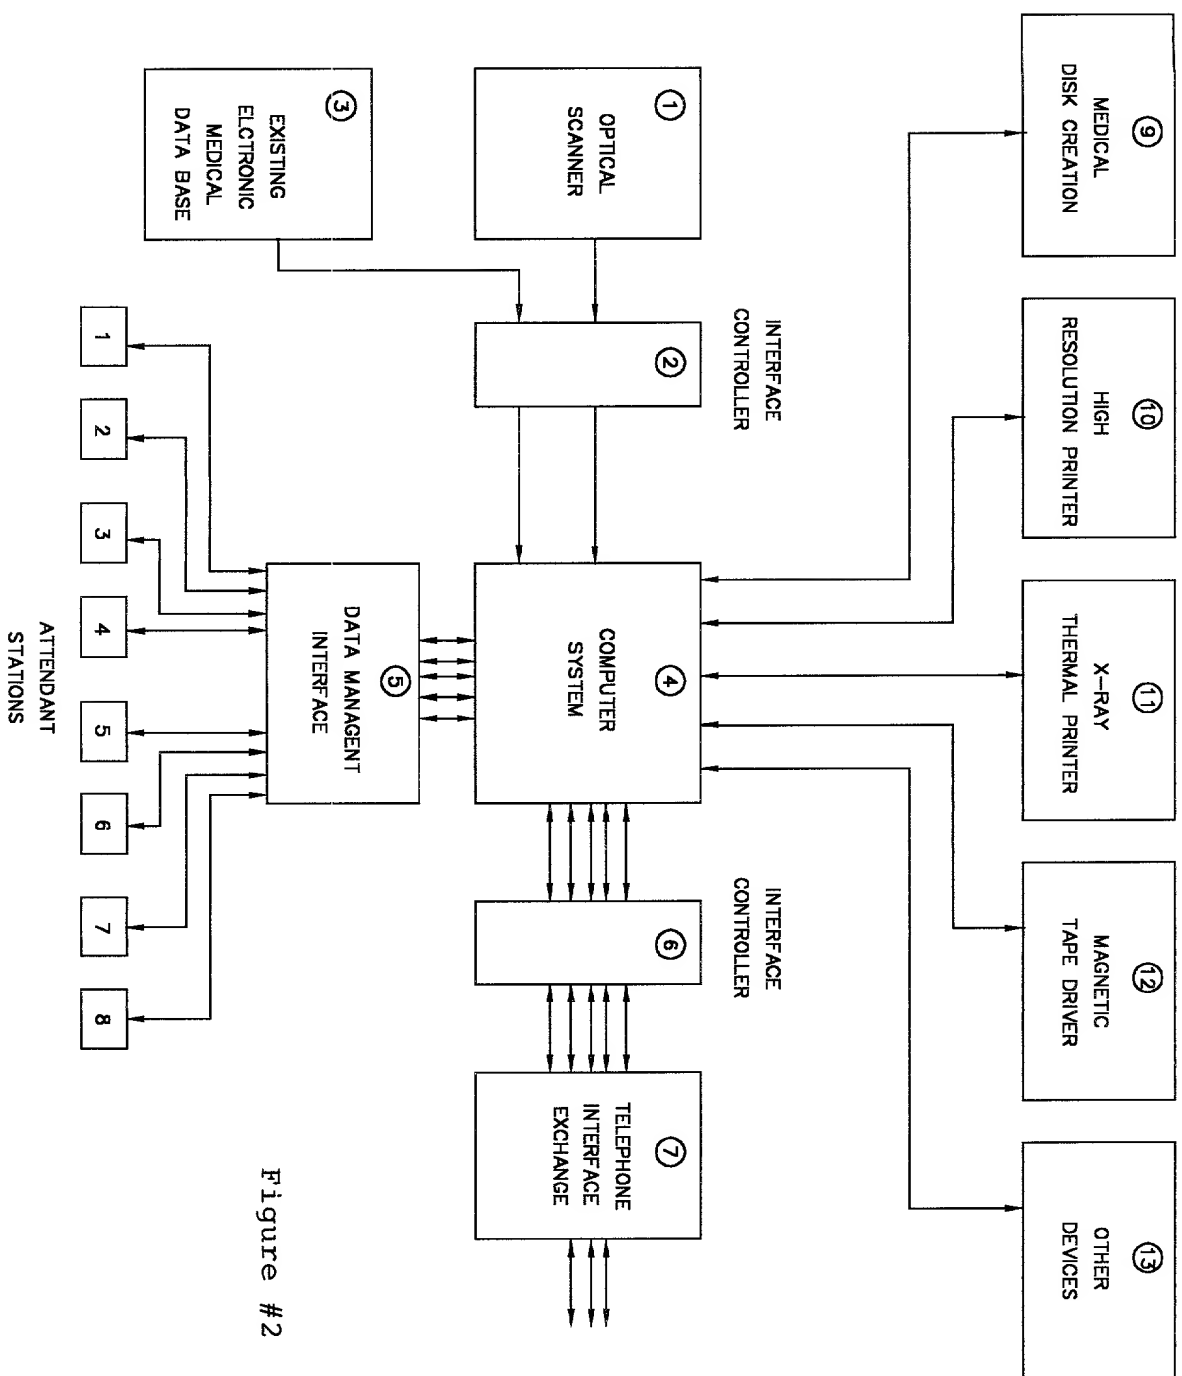 9
MEDICAL
DISK CREATION
10
HIGH
RESOLUTION PRINTER
11
X-RAY
THERMAL PRINTER
12
MAGNETIC
TAPE DRIVER
13
OTHER
DEVICES
INTERFACE
CONTROLLER
INTERFACE
CONTROLLER
1
OPTICAL
SCANNER
2
4
COMPUTER
SYSTEM
6
7
TELEPHONE
INTERFACE
EXCHANGE
3
EXISTING
ELCTRONIC
MEDICAL
DATA BASE
5
DATA MANAGENT
INTERFACE
1
2
3
4
5
6
7
8
ATTENDANT
STATIONS
Figure #2